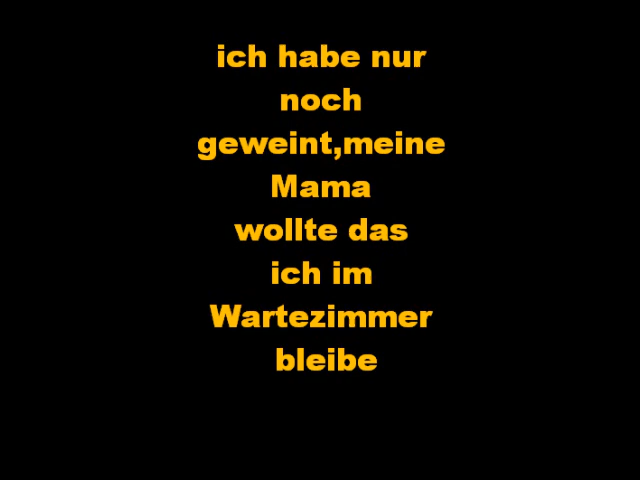 ich habe nur
noch
geweint,meine
Mama
wollte das
ich im
Wartezimmer
bleibe